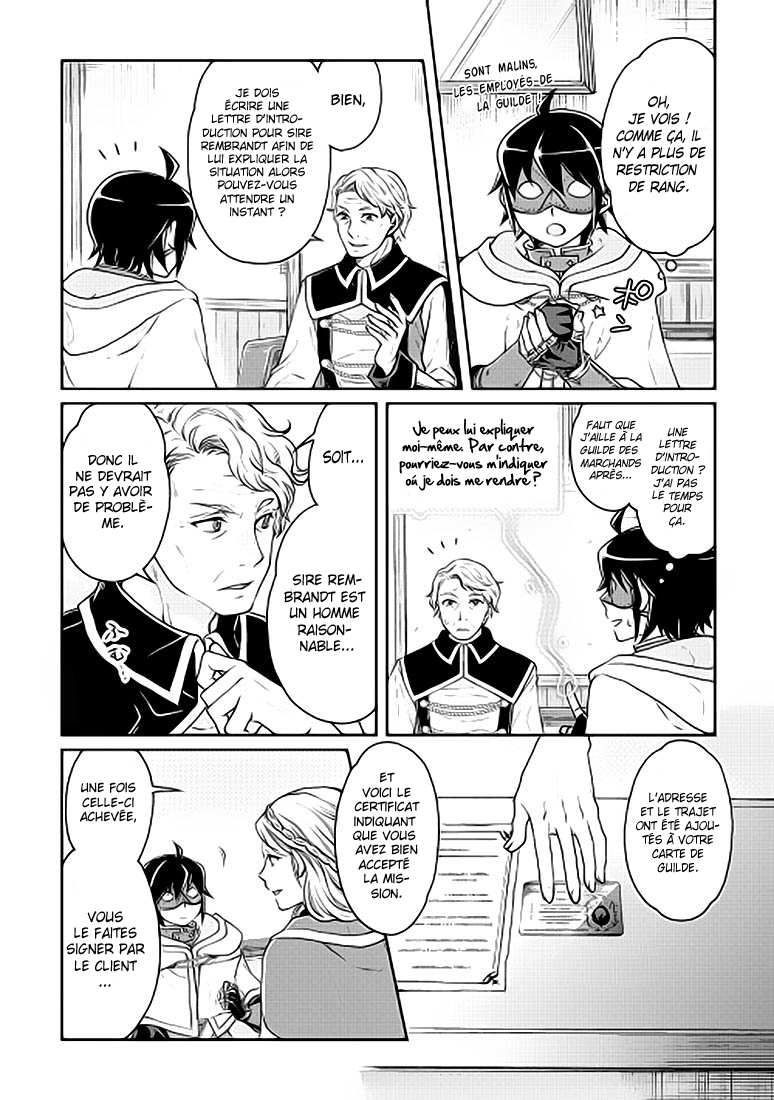 OH,
JE VOIS !
COMME ÇA, IL
N'Y A PLUS DE
RESTRICTION
DE RANG.
SONT MALINS,
LES EMPLOYÉS DE
LA GUILDE !
BIEN,
JE DOIS
ÉCRIRE UNE
LETTRE D'INTRO-
DUCTION POUR SIRE
REMBRANDT AFIN DE
LUI EXPLIQUER LA
SITUATION ALORS
POUVEZ-VOUS
ATTENDRE UN
INSTANT ?
DONC IL
NE DEVRAIT
PAS Y AVOIR
DE PROBLÈ-
ME.
SOIT...
SIRE REM-
BRANDT EST
UN HOMME
RAISON-
NABLE...
Je peux lui expliquer
moi-même. Par contre,
pourriez-vous m'indiquer
où je dois me rendre ?
FAUT QUE
J'AILLE À LA
GUILDE DES
MARCHANDS
APRÈS...
UNE
LETTRE
D'INTRO-
DUCTION ?
J'AI PAS
LE TEMPS
POUR
ÇA.
UNE FOIS
CELLE-CI
ACHEVÉE,
VOUS
LE FAITES
SIGNER PAR
LE CLIENT
...
ET
VOICI LE
CERTIFICAT
INDIQUANT
QUE VOUS
AVEZ BIEN
ACCEPTÉ
LA MIS-
SION.
L'ADRESSE
ET LE TRAJET
ONT ÉTÉ AJOU-
TÉS À VOTRE
CARTE DE
GUILDE.